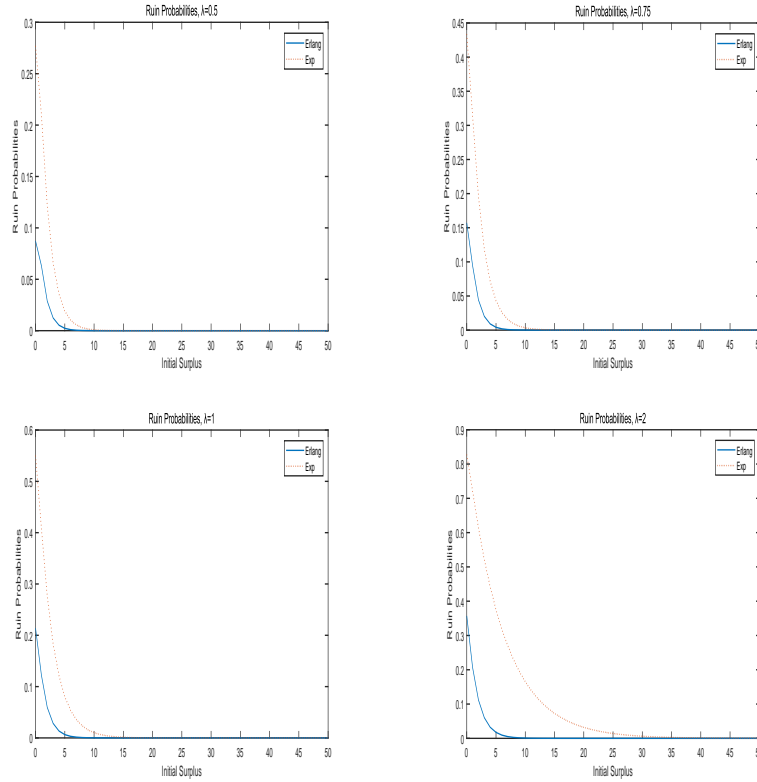 Ruin Probabilities, λ=0.5
Erlang
Exp
0.3
0.25
0.2
0.15
0.1
0.05
0
Ruin Probabilities
0 5 10 15 20 25 30 35 40 45 50
Initial Surplus
Ruin Probabilities, λ=0.75
Erlang
Exp
0.45
0.4
0.35
0.3
0.25
0.2
0.15
0.1
0.05
0
Ruin Probabilities
0 5 10 15 20 25 30 35 40 45
Initial Surplus
Ruin Probabilities, λ=1
Erlang
Exp
0.6
0.5
0.4
0.3
0.2
0.1
0
Ruin Probabilities
0 5 10 15 20 25 30 35 40 45 50
Initial Surplus
Ruin Probabilities, λ=2
Erlang
Exp
0.9
0.8
0.7
0.6
0.5
0.4
0.3
0.2
0.1
0
Ruin Probabilities
0 5 10 15 20 25 30 35 40 45
Initial Surplus